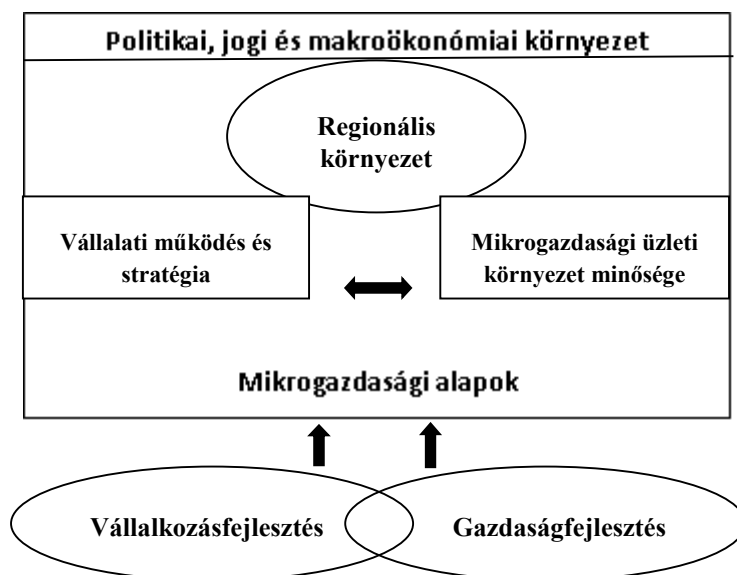 Politikai, jogi és makroökonómiai környezet
Regionális
környezet
Vállalati működés és
stratégia
Mikrogazdasági üzleti
környezet minősége
Mikrogazdasági alapok
Vállalkozásfejlesztés
Gazdaságfejlesztés